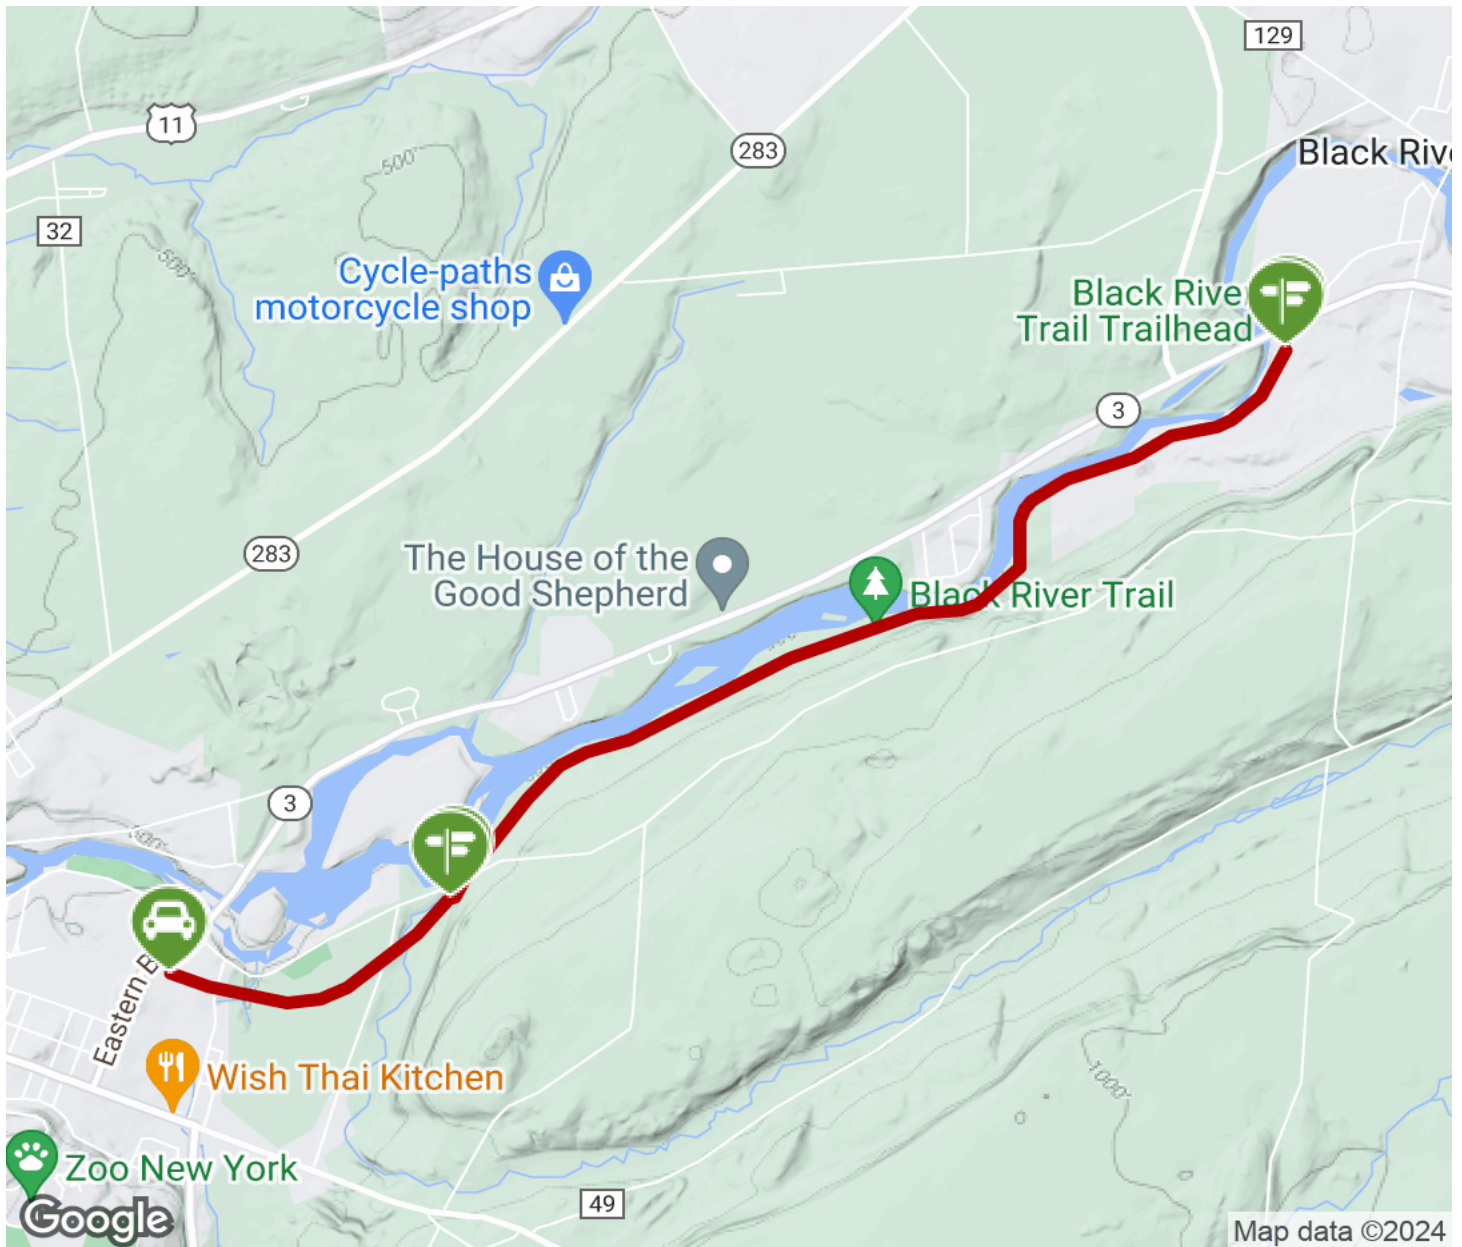 129
11
500'
283
Black Rive
32
500'
Cycle-paths
motorcycle shop
Black Rive
Trail Trailhead
3
283
The House of the
Good Shepherd
Black River Trail
3
Eastern B
Wish Thai Kitchen
1000'
Zoo New York
49
Google
Map data ©2024